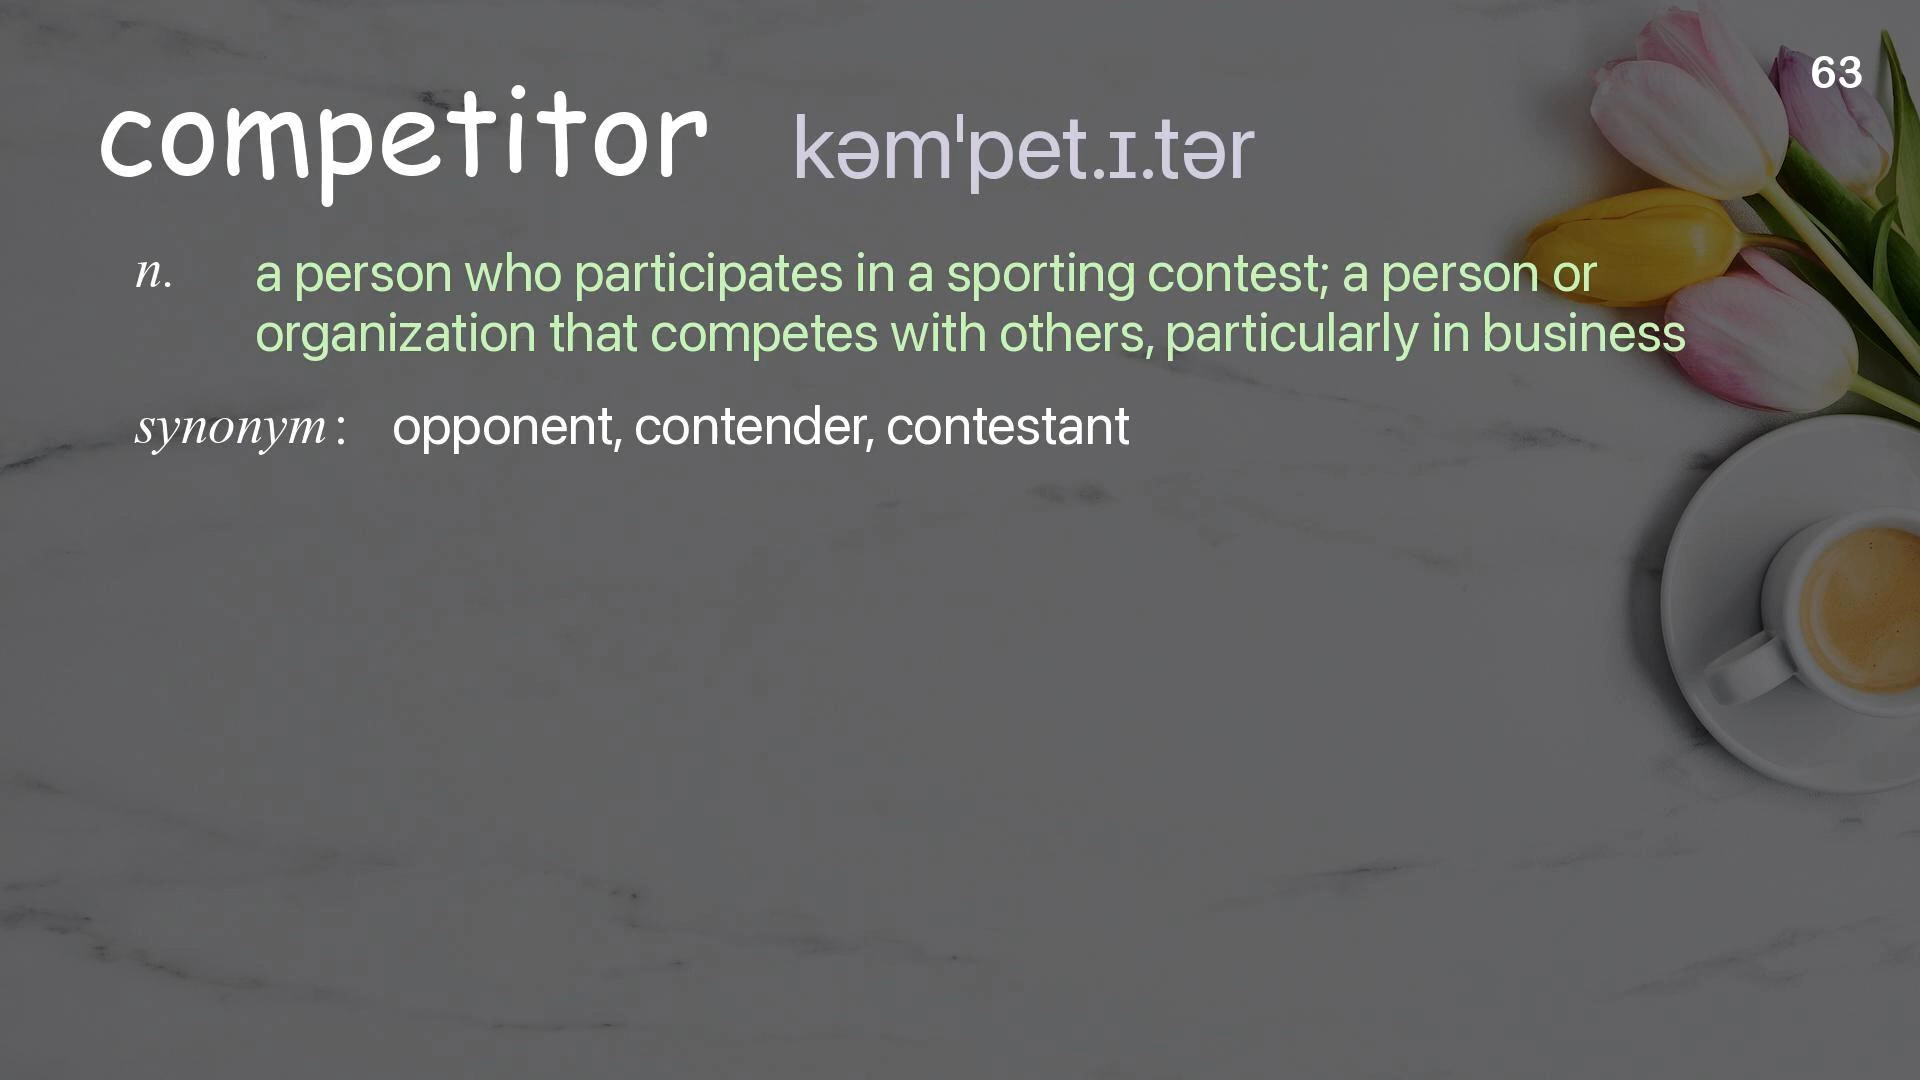 63
competitor kəmˈpet.ɪ.tər
n. a person who participates in a sporting contest; a person or
organization that competes with others, particularly in business
synonym : opponent, contender, contestant